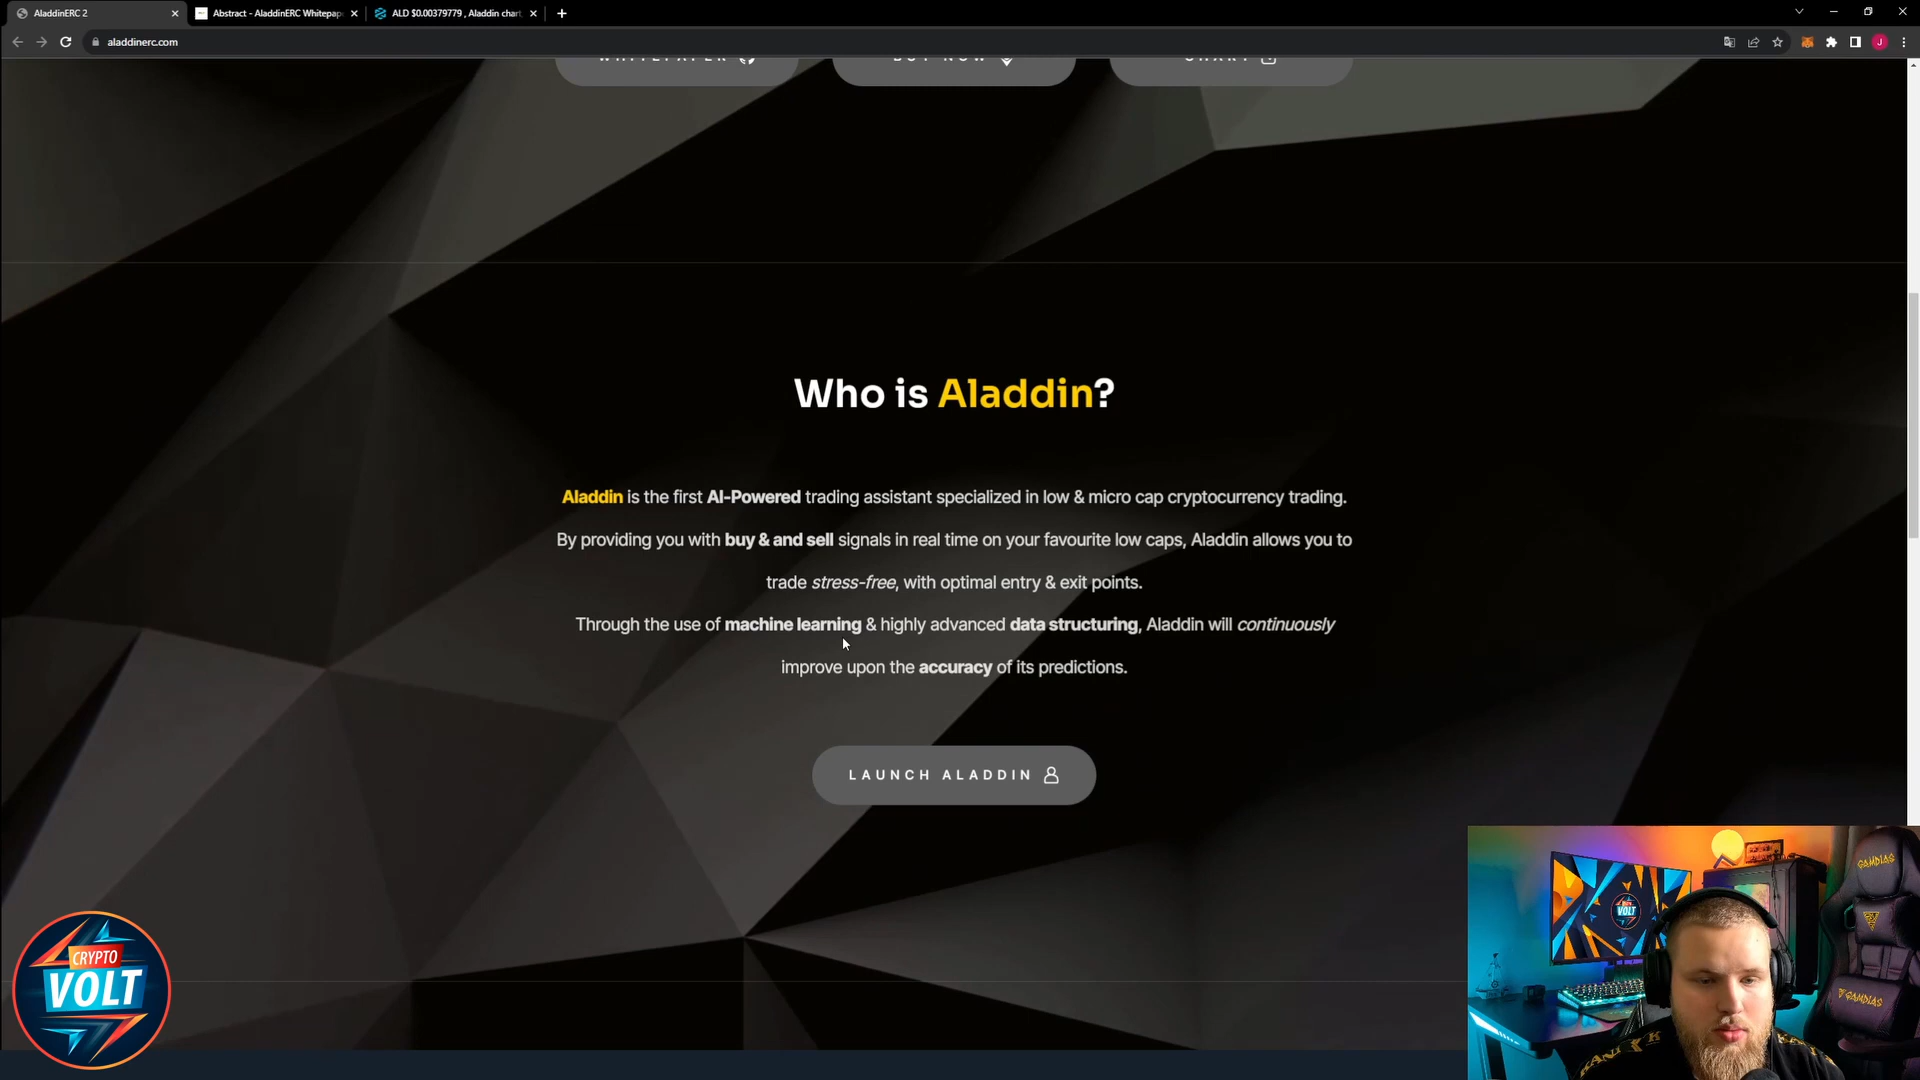 AladdinERC 2
Abstract - AladdinERC Whitepape
ALD $0.00379779 , Aladdin chart
aladdinerc.com
J
WHITEPAPER
BUY NOW
CHART
Who is Aladdin?
Aladdin is the first AI-Powered trading assistant specialized in low & micro cap cryptocurrency trading.
By providing you with buy & and sell signals in real time on your favourite low caps, Aladdin allows you to
trade stress-free, with optimal entry & exit points.
Through the use of machine learning & highly advanced data structuring, Aladdin will continuously
improve upon the accuracy of its predictions.
LAUNCH ALADDIN
CRYPTO
VOLT
GAMDIAS
VOLT
GAMDIAS